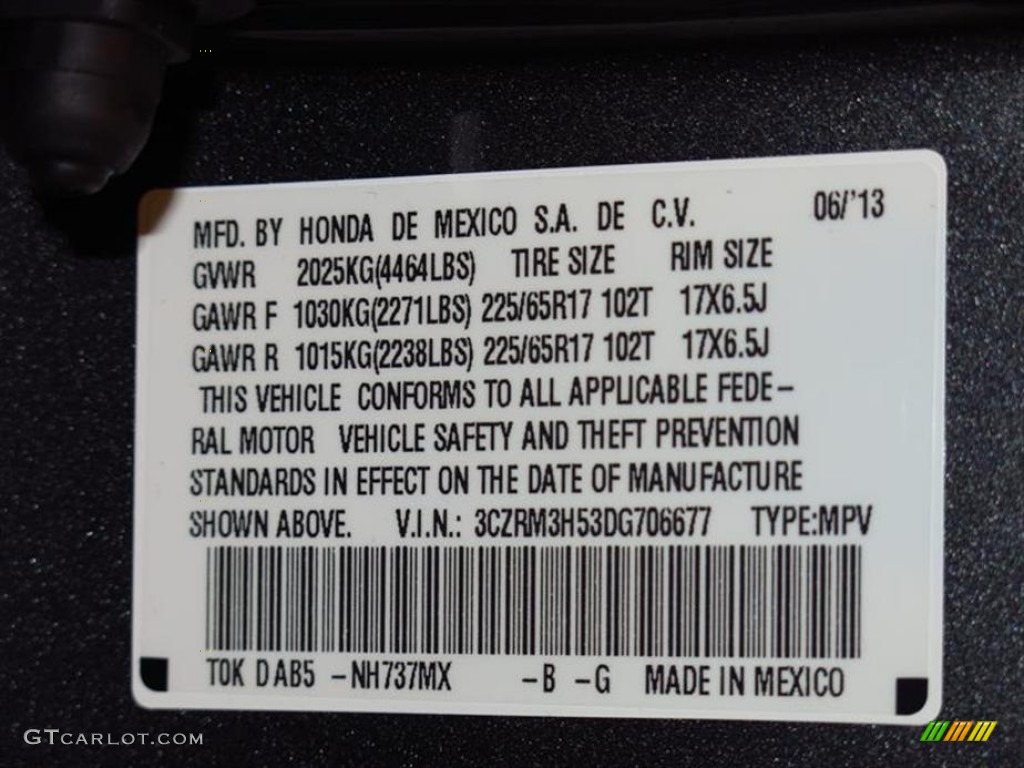 MFD. BY HONDA DE MEXICO S.A. DE C.V. 06/'13
GVWR 2025KG(4464LBS) TIRE SIZE RIM SIZE
GAWR F 1030KG(2271LBS) 225/65R17 102T 17X6.5J
GAWR R 1015KG(2238LBS) 225/65R17 102T 17X6.5J
THIS VEHICLE CONFORMS TO ALL APPLICABLE FEDE-
RAL MOTOR VEHICLE SAFETY AND THEFT PREVENTION
STANDARDS IN EFFECT ON THE DATE OF MANUFACTURE
SHOWN ABOVE. V.I.N.: 3CZRM3H53DG706677 TYPE:MPV
T0K D AB5 -NH737MX -B -G MADE IN MEXICO
GTCARLOT.COM